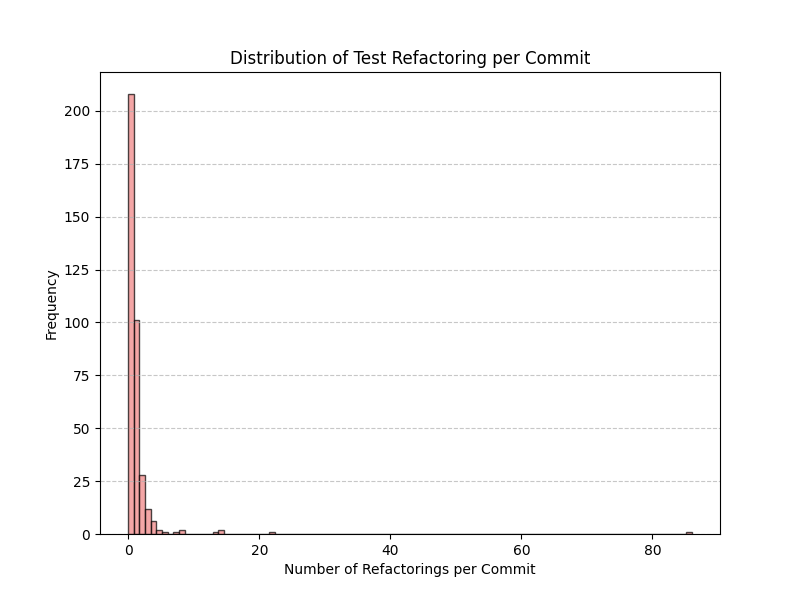 Distribution of Test Refactoring per Commit
Frequency
200
175
150
125
100
75
50
25
0
0 20 40 60 80
Number of Refactorings per Commit